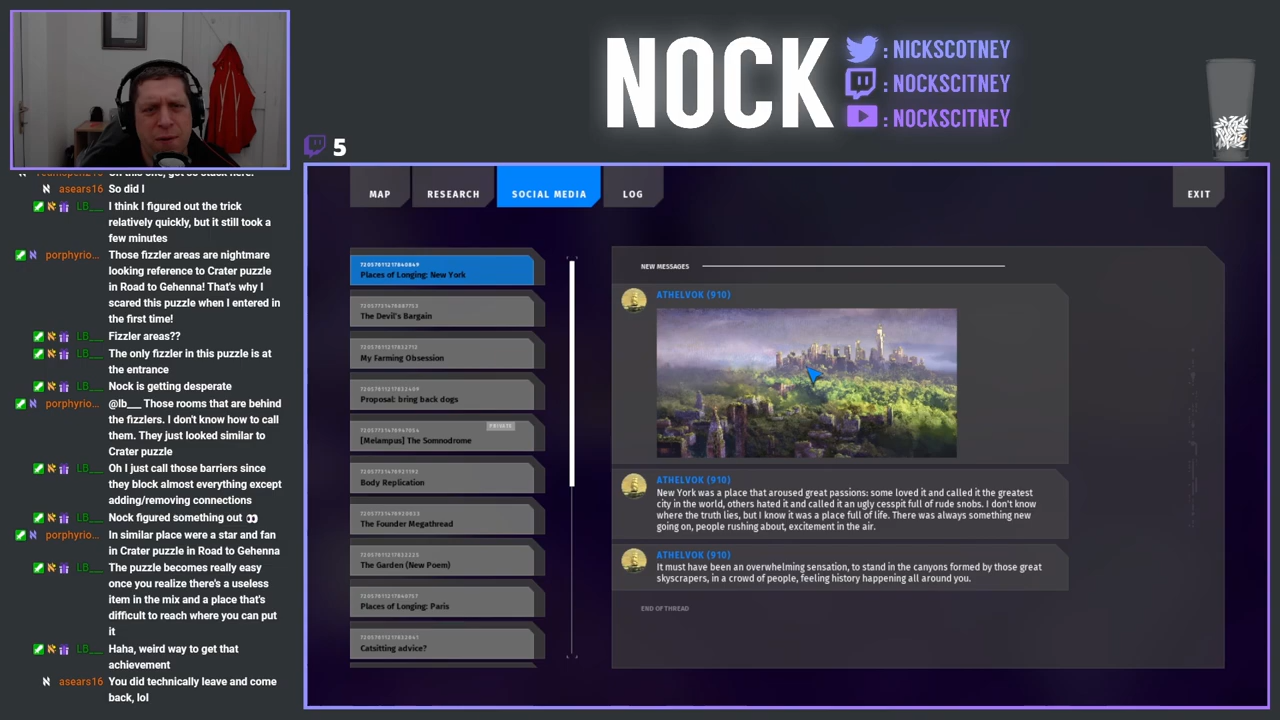 NOCK
: NICKSCOTNEY
: NOCKSCITNEY
: NOCKSCITNEY
5
asears16 So did I
LB__ I think I figured out the trick
relatively quickly, but it still took a
few minutes
porphyrio... Those fizzler areas are nightmare
looking reference to Crater puzzle
in Road to Gehenna! That's why I
scared this puzzle when I entered in
the first time!
LB__ Fizzler areas??
LB__ The only fizzler in this puzzle is at
the entrance
LB__ Nock is getting desperate
porphyrio... @lb__ Those rooms that are behind
the fizzlers. I don't know how to call
them. They just looked similar to
Crater puzzle
LB__ Oh I just call those barriers since
they block almost everything except
adding/removing connections
LB__ Nock figured something out
porphyrio... In similar place were a star and fan
in Crater puzzle in Road to Gehenna
LB__ The puzzle becomes really easy
once you realize there's a useless
item in the mix and a place that's
difficult to reach where you can put
it
LB__ Haha, weird way to get that
achievement
asears16 You did technically leave and come
back, lol
MAP
RESEARCH
SOCIAL MEDIA
LOG
EXIT
Places of Longing: New York
The Devil's Bargain
My Farming Obsession
Proposal: bring back dogs
PRIVATE
[Melampus] The Somnodrome
Body Replication
The Founder Megathread
The Garden (New Poem)
Places of Longing: Paris
Catsitting advice?
NEW MESSAGES
ATHELVOK (910)
ATHELVOK (910)
New York was a place that aroused great passions: some loved it and called it the greatest
city in the world, others hated it and called it an ugly cesspit full of rude snobs. I don't know
where the truth lies, but I know it was a place full of life. There was always something new
going on, people rushing about, excitement in the air.
ATHELVOK (910)
It must have been an overwhelming sensation, to stand in the canyons formed by those great
skyscrapers, in a crowd of people, feeling history happening all around you.
END OF THREAD